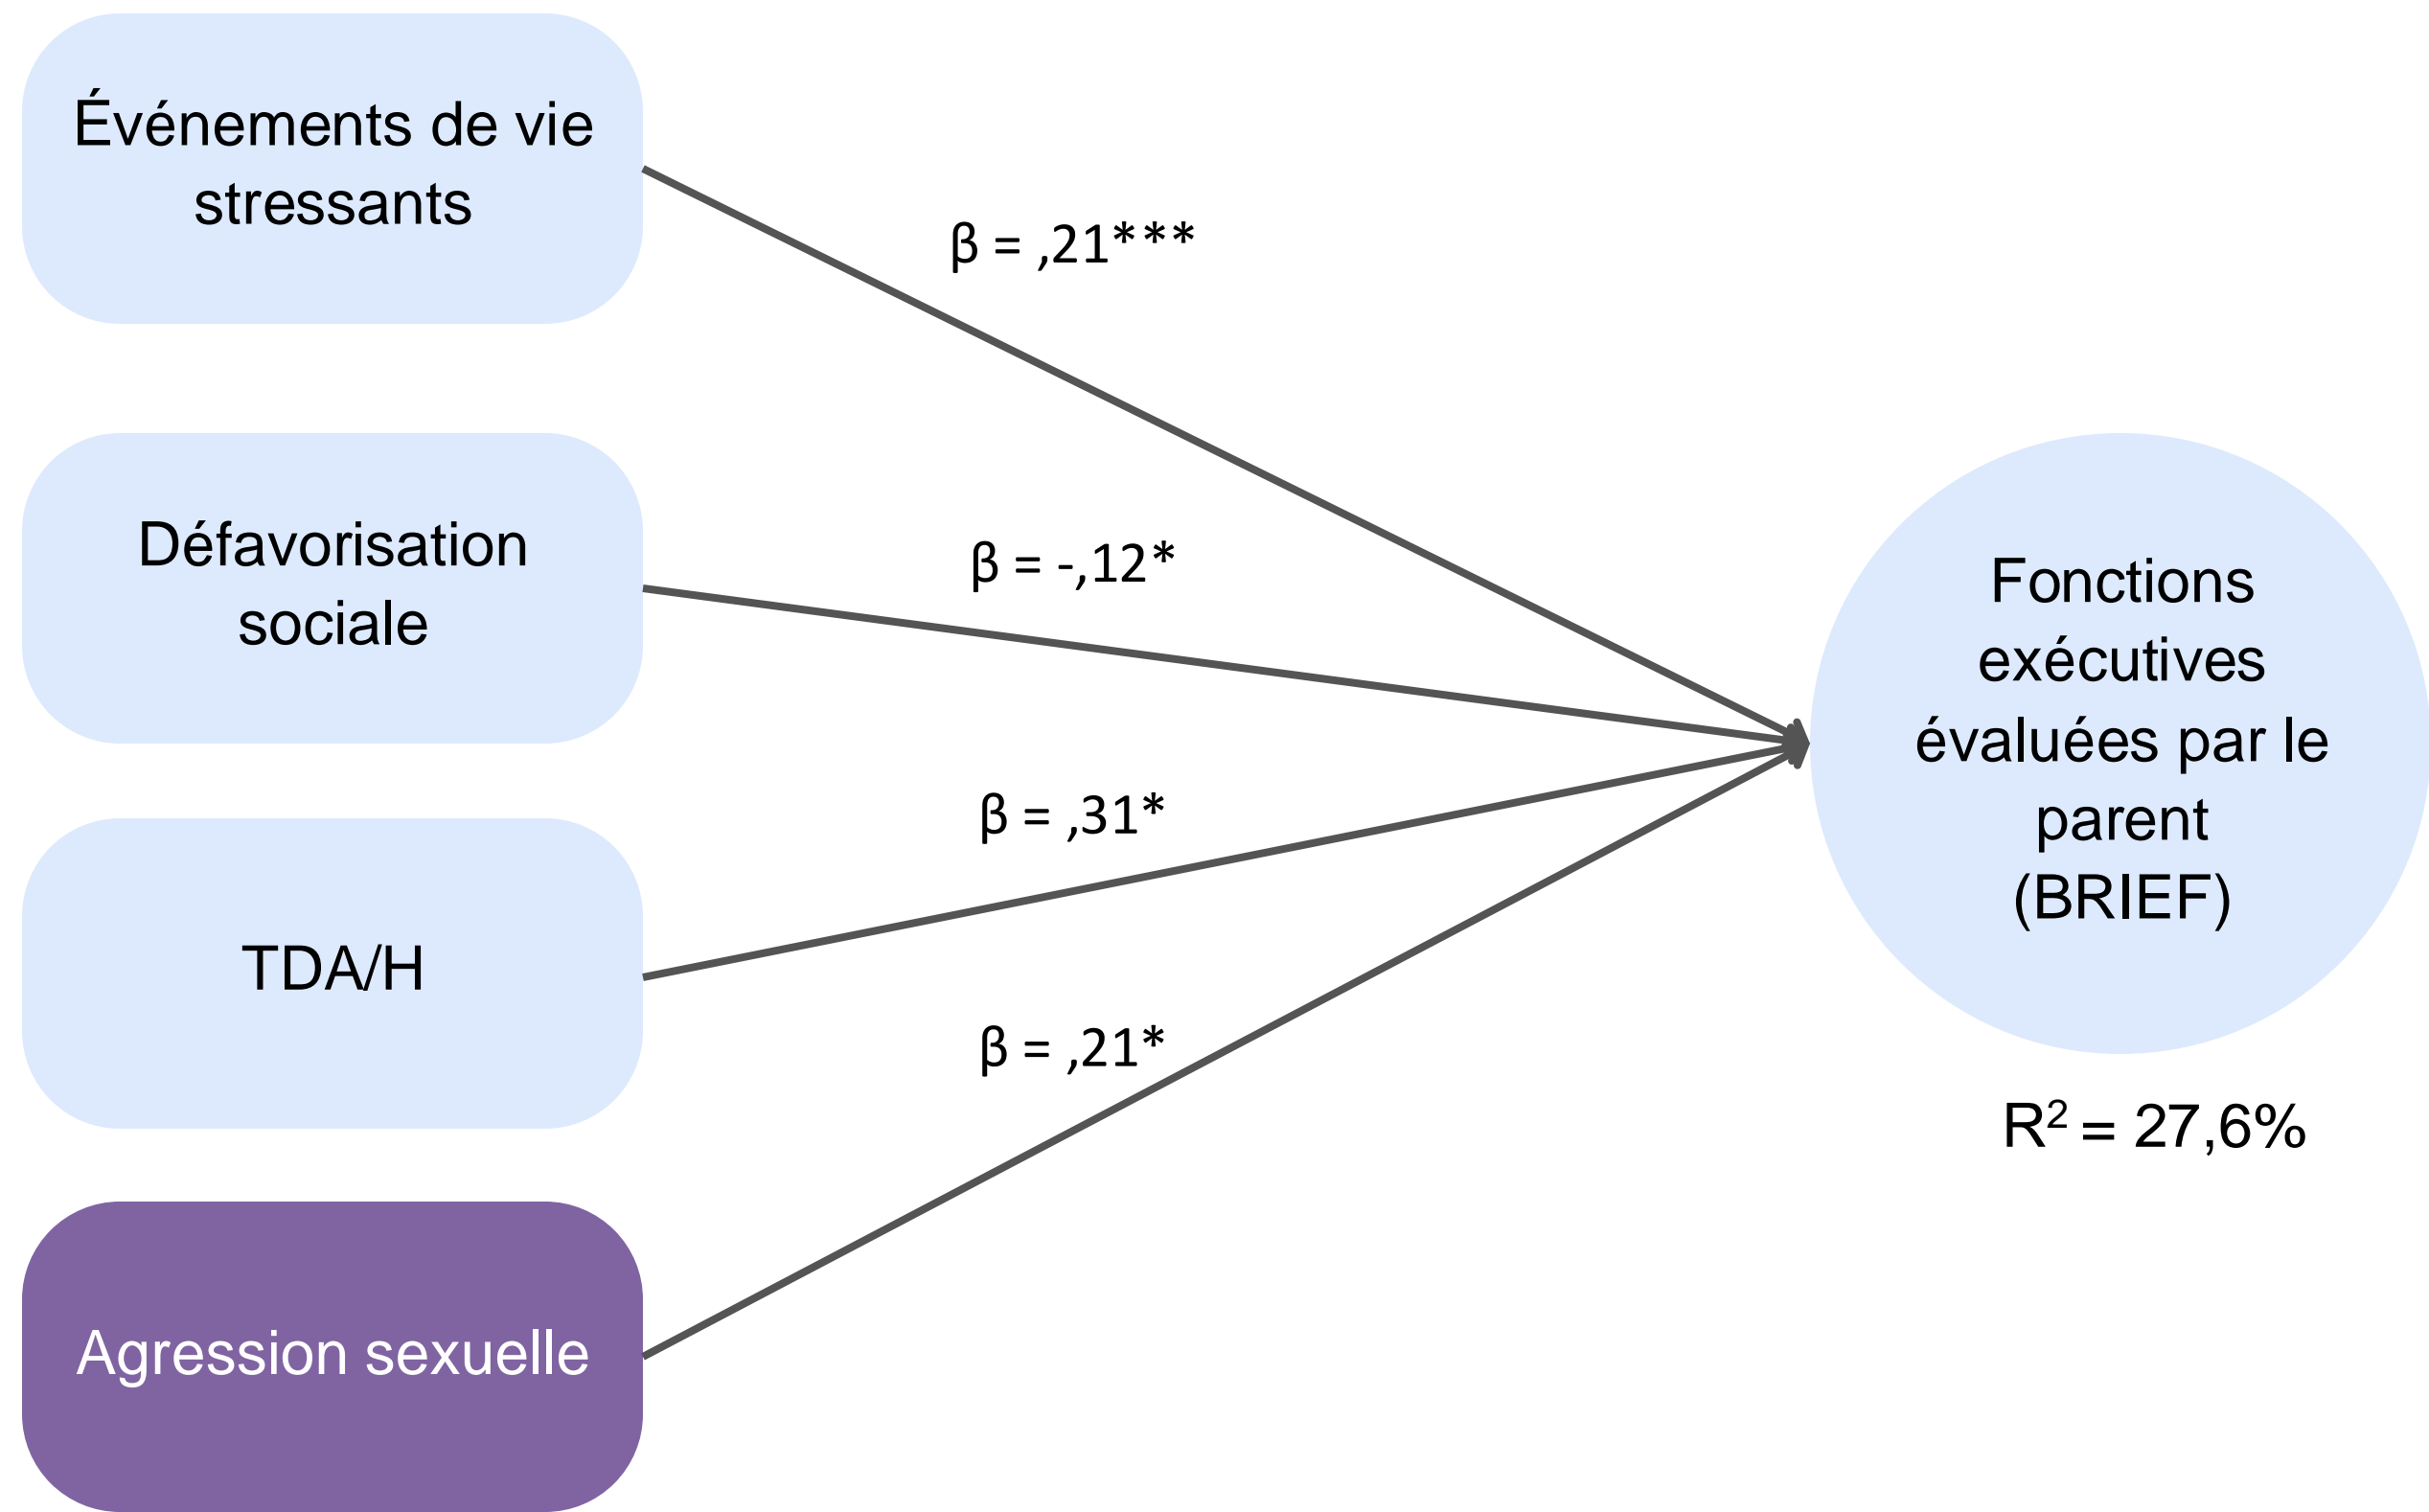 Événements de vie
stressants
β = ,21****
Défavorisation
sociale
β = -,12*
TDA/H
β = ,31*
Agression sexuelle
β = ,21*
Fonctions
exécutives
évaluées par le
parent
(BRIEF)
R² = 27,6%